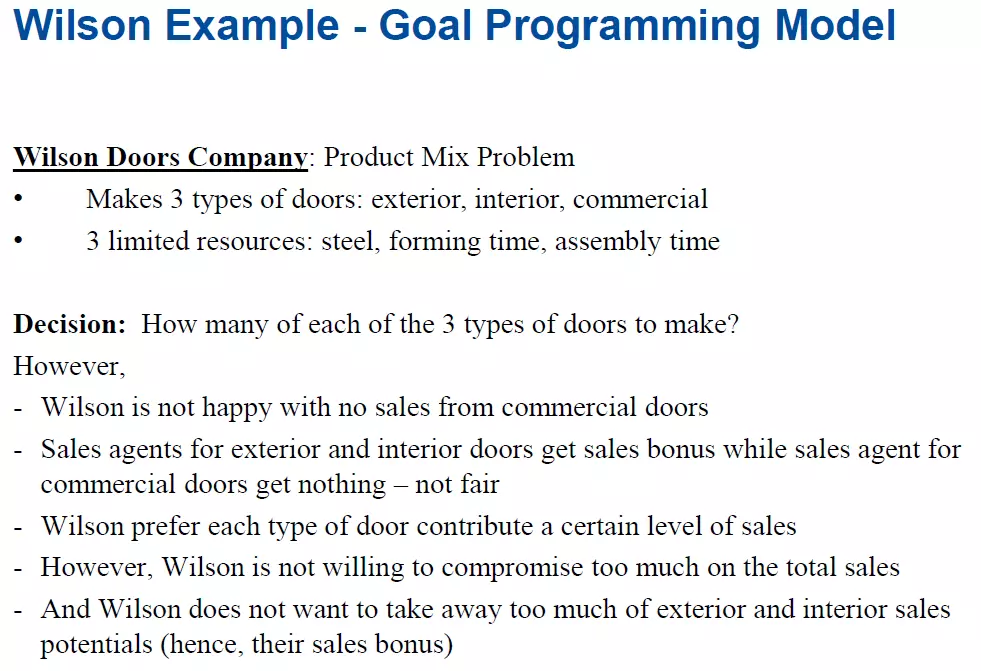 Wilson Example - Goal Programming Model
Wilson Doors Company: Product Mix Problem
• Makes 3 types of doors: exterior, interior, commercial
• 3 limited resources: steel, forming time, assembly time
Decision: How many of each of the 3 types of doors to make?
However,
- Wilson is not happy with no sales from commercial doors
- Sales agents for exterior and interior doors get sales bonus while sales agent for
commercial doors get nothing – not fair
- Wilson prefer each type of door contribute a certain level of sales
- However, Wilson is not willing to compromise too much on the total sales
- And Wilson does not want to take away too much of exterior and interior sales
potentials (hence, their sales bonus)